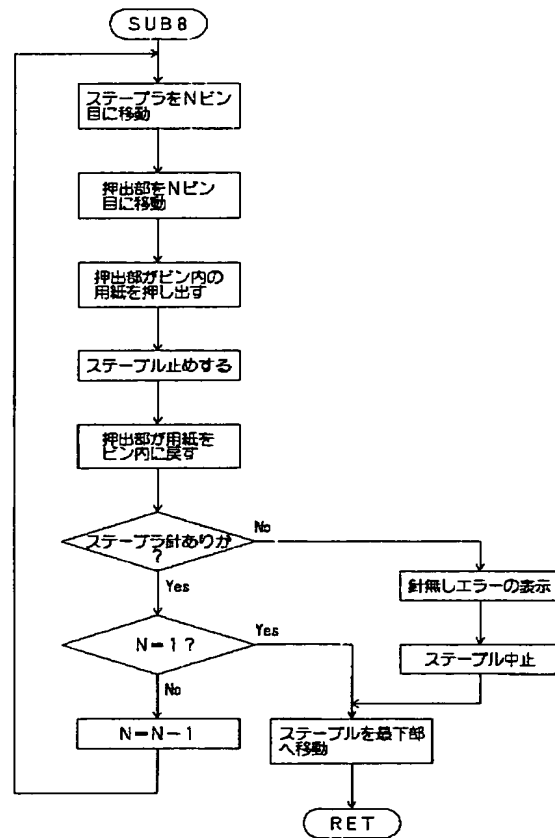 SUB8
ステープラをNビン
目に移動
押出部をNビン
目に移動
押出部がビン内の
用紙を押し出す
ステープル止めする
押出部が用紙を
ビン内に戻す
ステープラ針ありか
?
No
Yes
針無しエラーの表示
N=1?
Yes
No
ステープル中止
N=N-1
ステープルを最下部
へ移動
RET